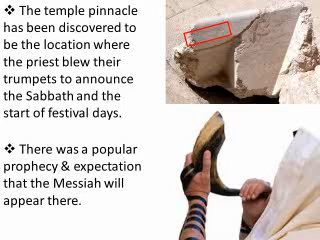 ❖ The temple pinnacle
has been discovered to
be the location where
the priest blew their
trumpets to announce
the Sabbath and the
start of festival days.
❖ There was a popular
prophecy & expectation
that the Messiah will
appear there.